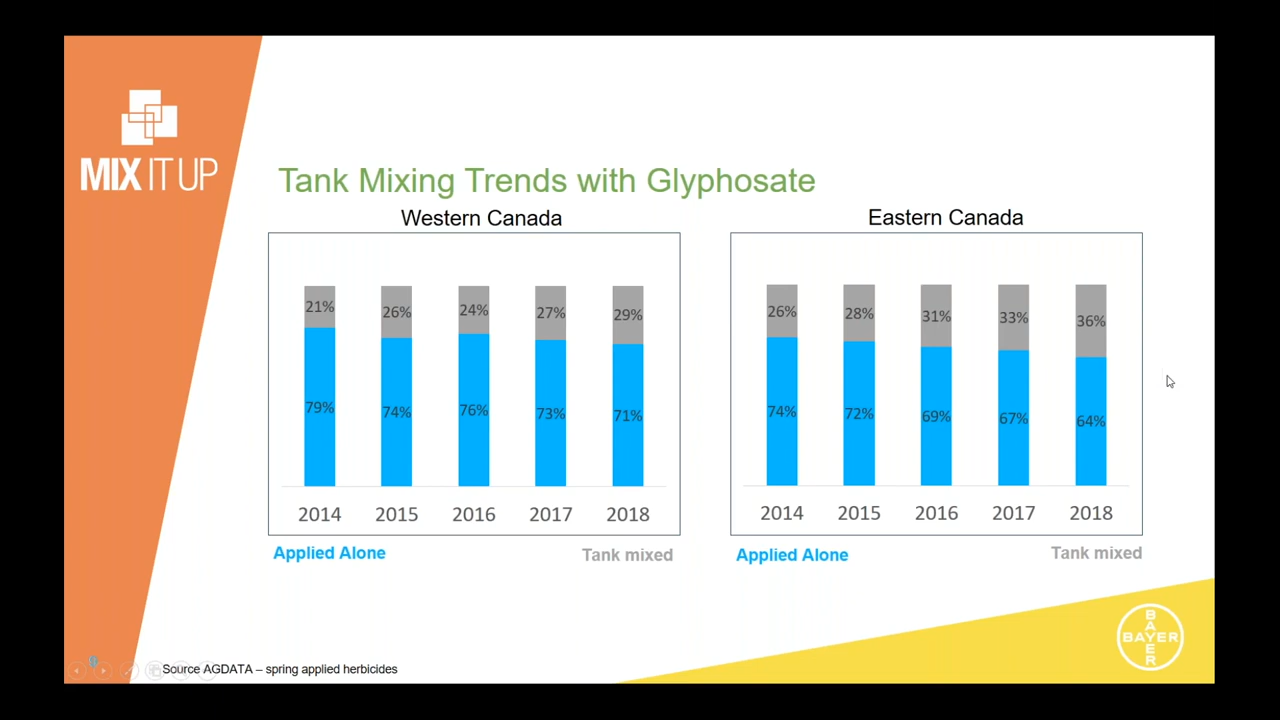 MIX IT UP
Tank Mixing Trends with Glyphosate
Western Canada
21% 26% 24% 27% 29%
79% 74% 76% 73% 71%
2014 2015 2016 2017 2018
Applied Alone Tank mixed
Eastern Canada
26% 28% 31% 33% 36%
74% 72% 69% 67% 64%
2014 2015 2016 2017 2018
Applied Alone Tank mixed
Source AGDATA – spring applied herbicides
BAYER
BAYER